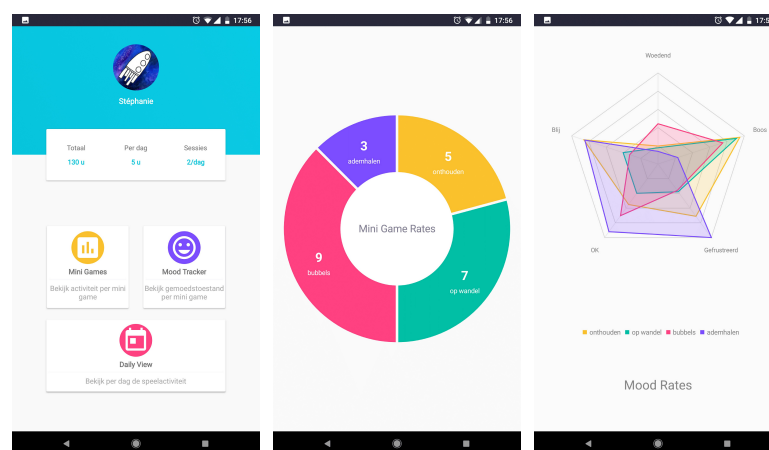 17:56
Stéphanie
Totaal Per dag Sessies
130 u 5 u 2/dag
Mini Games
Bekijk activiteit per mini
game
Mood Tracker
Bekijk gemoedstoestand
per mini game
Daily View
Bekijk per dag de speelactiviteit
17:56
3
ademhalen
5
onthouden
Mini Game Rates
9
bubbels
7
op wandel
17:5
Woedend
Blij
Boos
OK
Gefrustreerd
onthouden op wandel bubbels ademhalen
Mood Rates